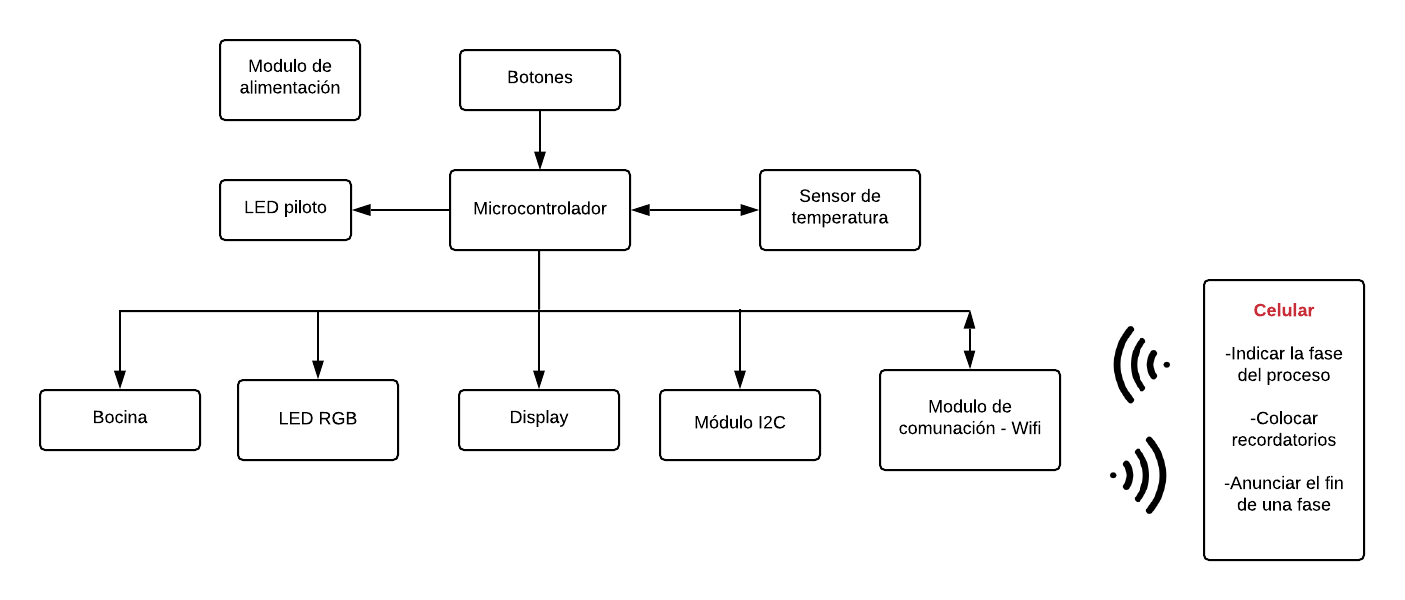 Modulo de
alimentación
Botones
LED piloto
Microcontrolador
Sensor de
temperatura
Bocina
LED RGB
Display
Módulo I2C
Modulo de
comunación - Wifi
Celular
-Indicar la fase
del proceso
-Colocar
recordatorios
-Anunciar el fin
de una fase